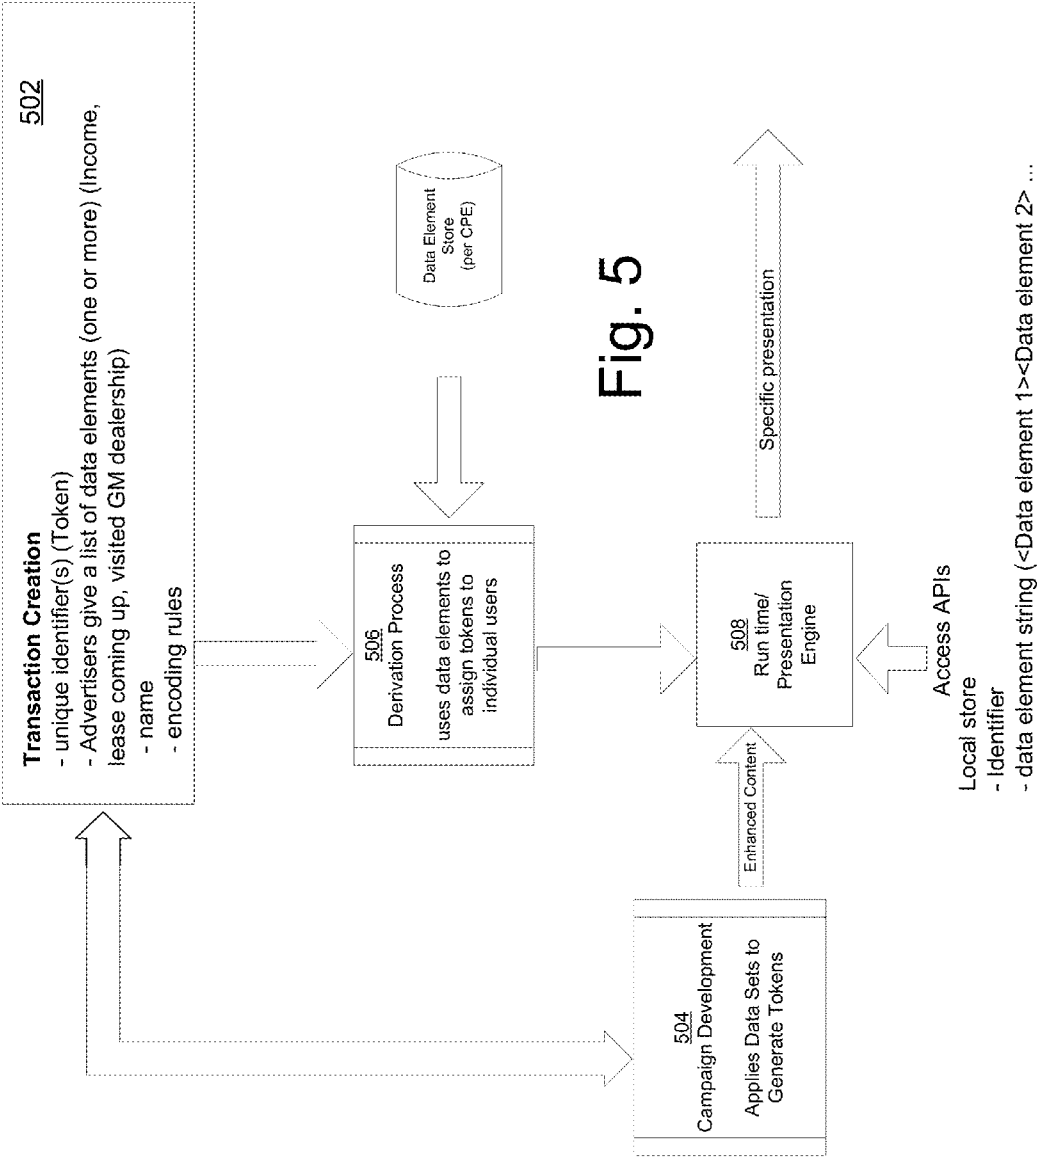 502
Transaction Creation
- unique identifier(s) (Token)
- Advertisers give a list of data elements (one or more) (Income,
lease coming up, visited GM dealership)
- name
- encoding rules
506
Derivation Process
uses data elements to
assign tokens to
individual users
Data Element
Store
(per CPE)
504
Campaign Development
Applies Data Sets to
Generate Tokens
Enhanced Content
508
Run time/
Presentation
Engine
Specific presentation
Access APIs
Local store
- Identifier
- data element string (<Data element 1><Data element 2> ...
Fig. 5